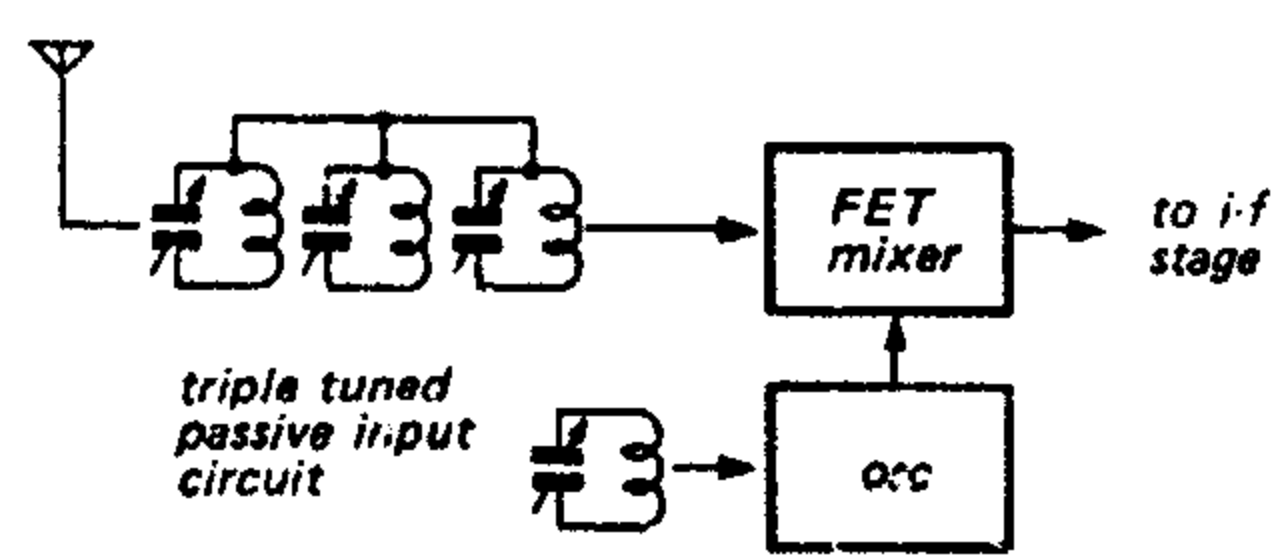 FET
mixer
to i-f
stage
triple tuned
passive input
circuit
osc